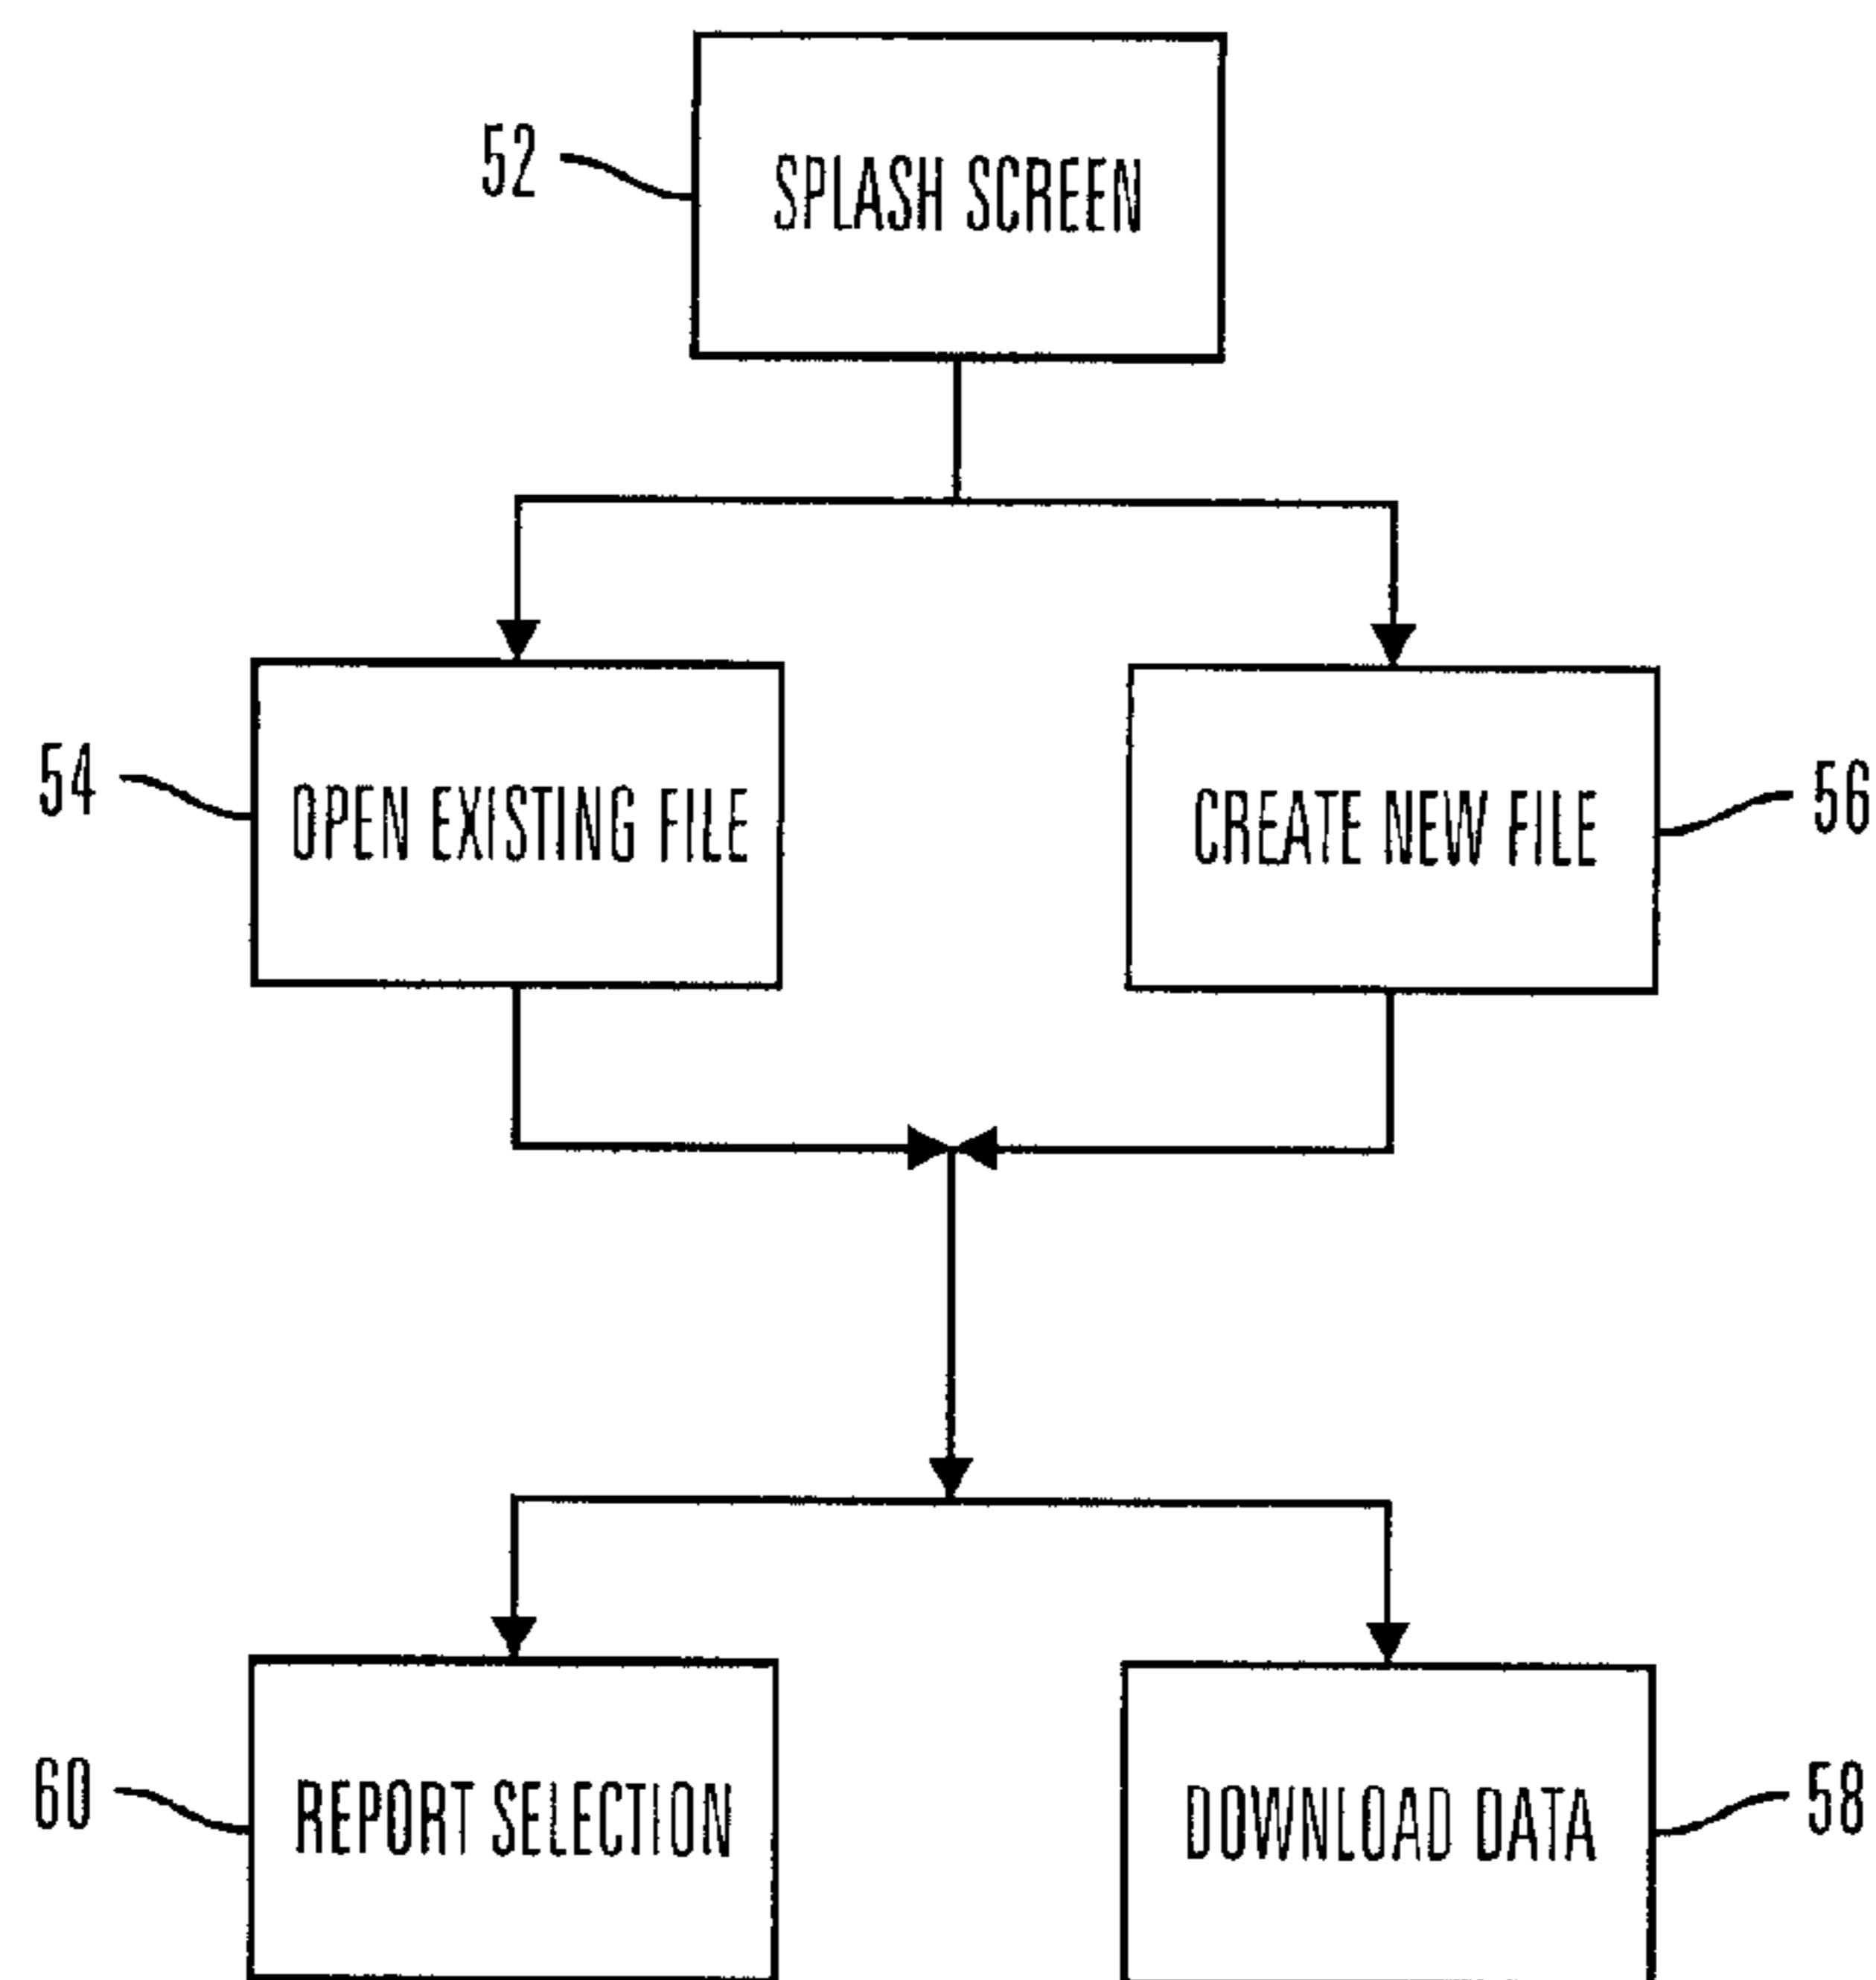 52
SPLASH SCREEN
54
OPEN EXISTING FILE
CREATE NEW FILE
56
60
REPORT SELECTION
DOWNLOAD DATA
58